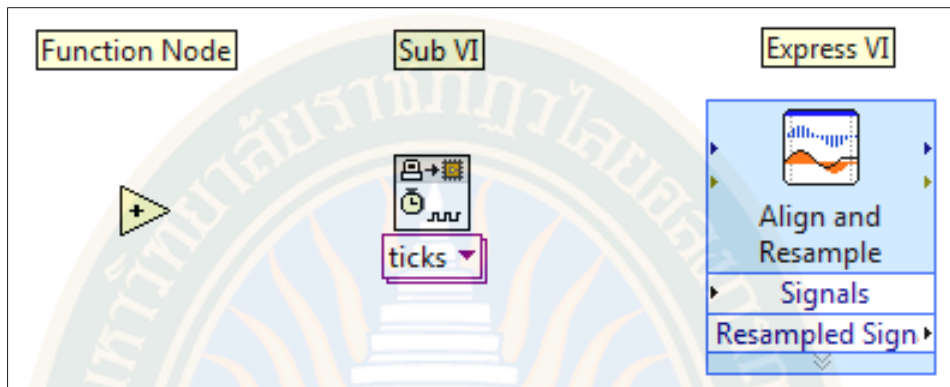 Function Node
Sub VI
Express VI
+
ticks
Align and
Resample
Signals
Resampled Sign